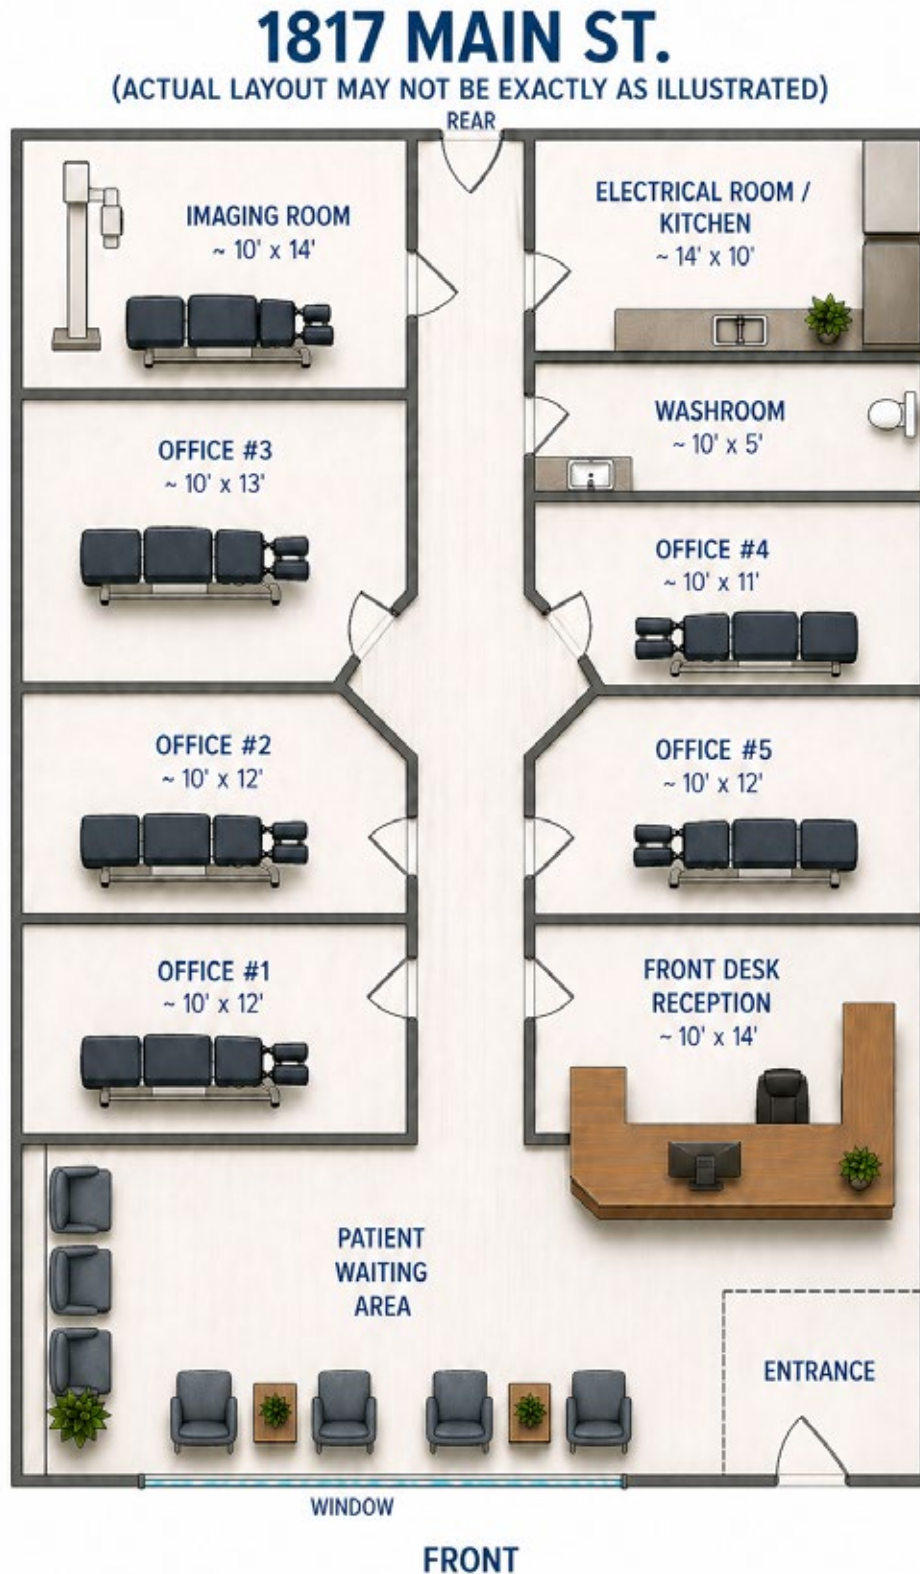 1817 MAIN ST.
(ACTUAL LAYOUT MAY NOT BE EXACTLY AS ILLUSTRATED)
REAR
IMAGING ROOM
~ 10' x 14'
ELECTRICAL ROOM /
KITCHEN
~ 14' x 10'
OFFICE #3
~ 10' x 13'
WASHROOM
~ 10' x 5'
OFFICE #4
~ 10' x 11'
OFFICE #2
~ 10' x 12'
OFFICE #5
~ 10' x 12'
OFFICE #1
~ 10' x 12'
FRONT DESK
RECEPTION
~ 10' x 14'
PATIENT
WAITING
AREA
ENTRANCE
WINDOW
FRONT